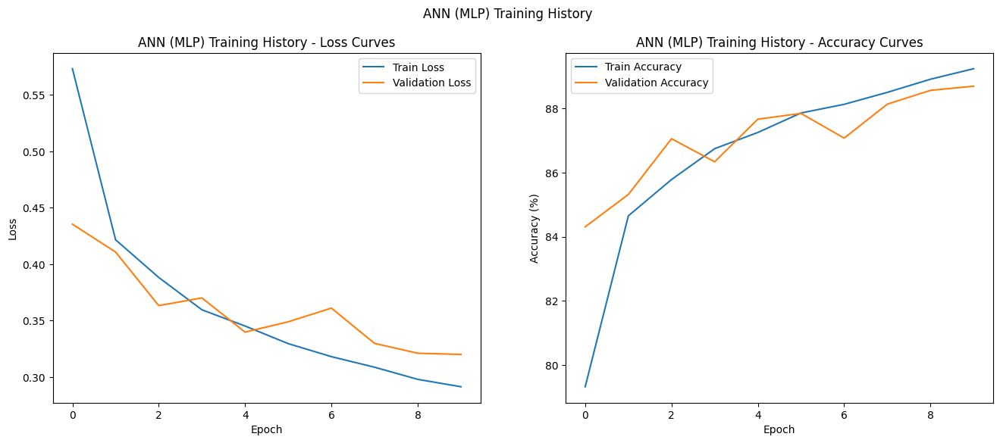 ANN (MLP) Training History
ANN (MLP) Training History - Loss Curves
Train Loss
Validation Loss
0.55
0.50
0.45
0.40
0.35
0.30
Loss
0 2 4 6 8
Epoch
ANN (MLP) Training History - Accuracy Curves
Train Accuracy
Validation Accuracy
88
86
84
82
80
Accuracy (%)
0 2 4 6 8
Epoch